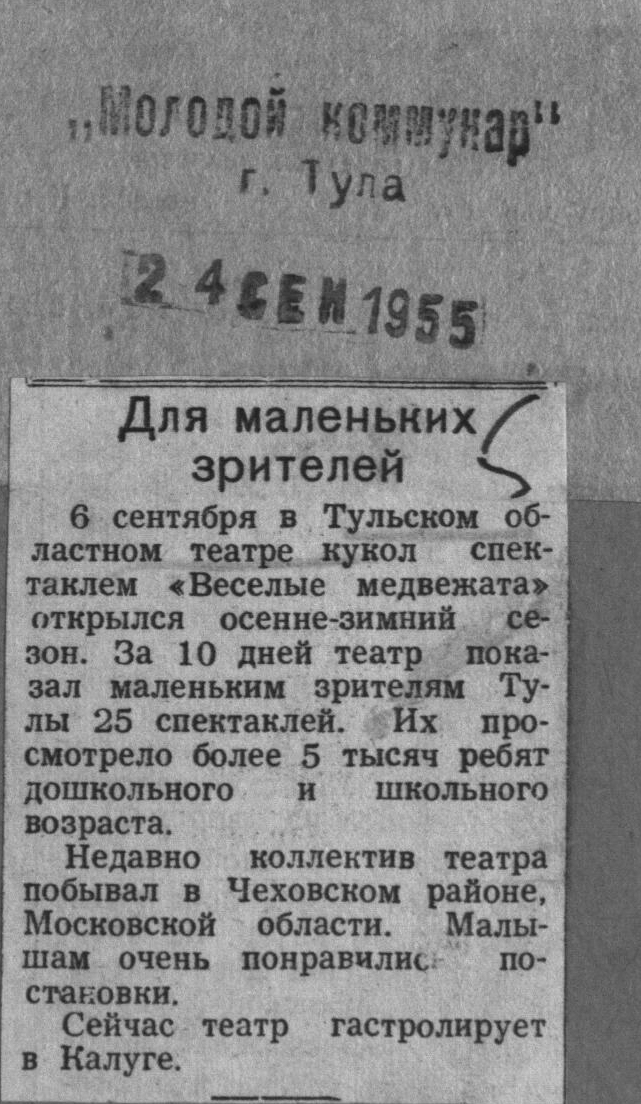 „Молодой коммунар“
г. Тула
24 СЕН 1955
Для маленьких
зрителей
6 сентября в Тульском об-
ластном театре кукол спек-
таклем «Веселые медвежата»
открылся осенне-зимний се-
зон. За 10 дней театр пока-
зал маленьким зрителям Ту-
лы 25 спектаклей. Их про-
смотрело более 5 тысяч ребят
дошкольного и школьного
возраста.
Недавно коллектив театра
побывал в Чеховском районе,
Московской области. Малы-
шам очень понравились по-
становки.
Сейчас театр гастролирует
в Калуге.